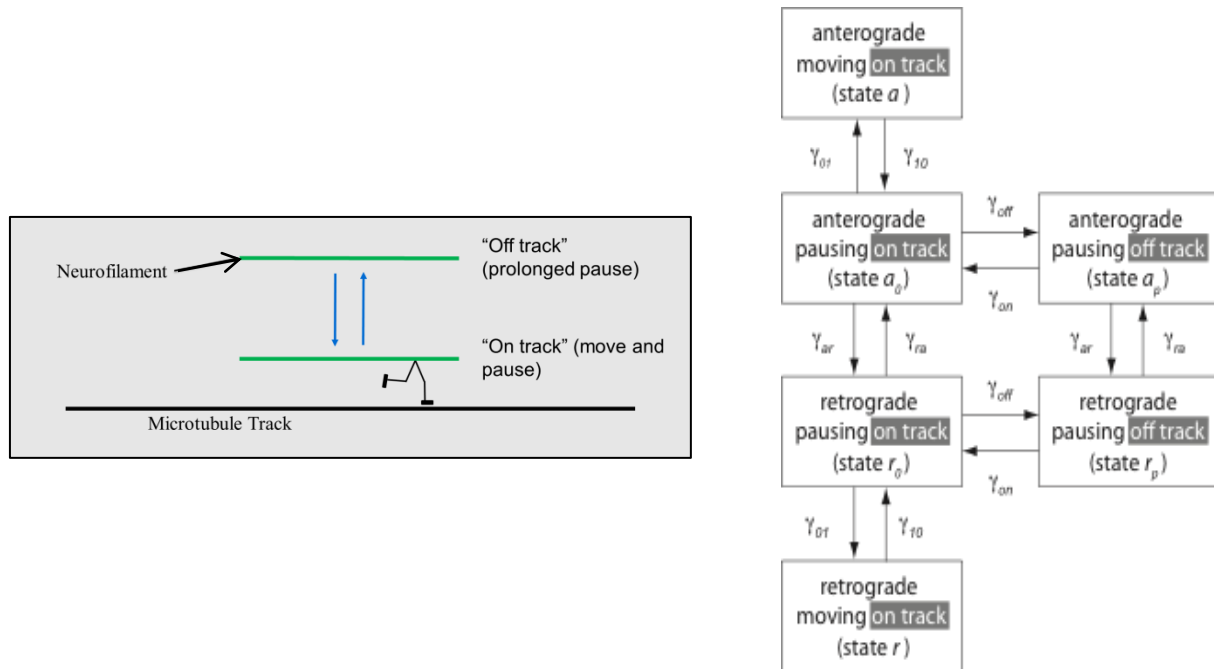 Neurofilament
“Off track”
(prolonged pause)
“On track” (move and
pause)
Microtubule Track
anterograde
moving on track
(state a )
γ01
γ10
anterograde
pausing on track
(state a0)
γoff
γon
anterograde
pausing off track
(state ap)
γar
γra
γar
γra
retrograde
pausing on track
(state r0)
γoff
γon
retrograde
pausing off track
(state rp)
γ01
γ10
retrograde
moving on track
(state r )